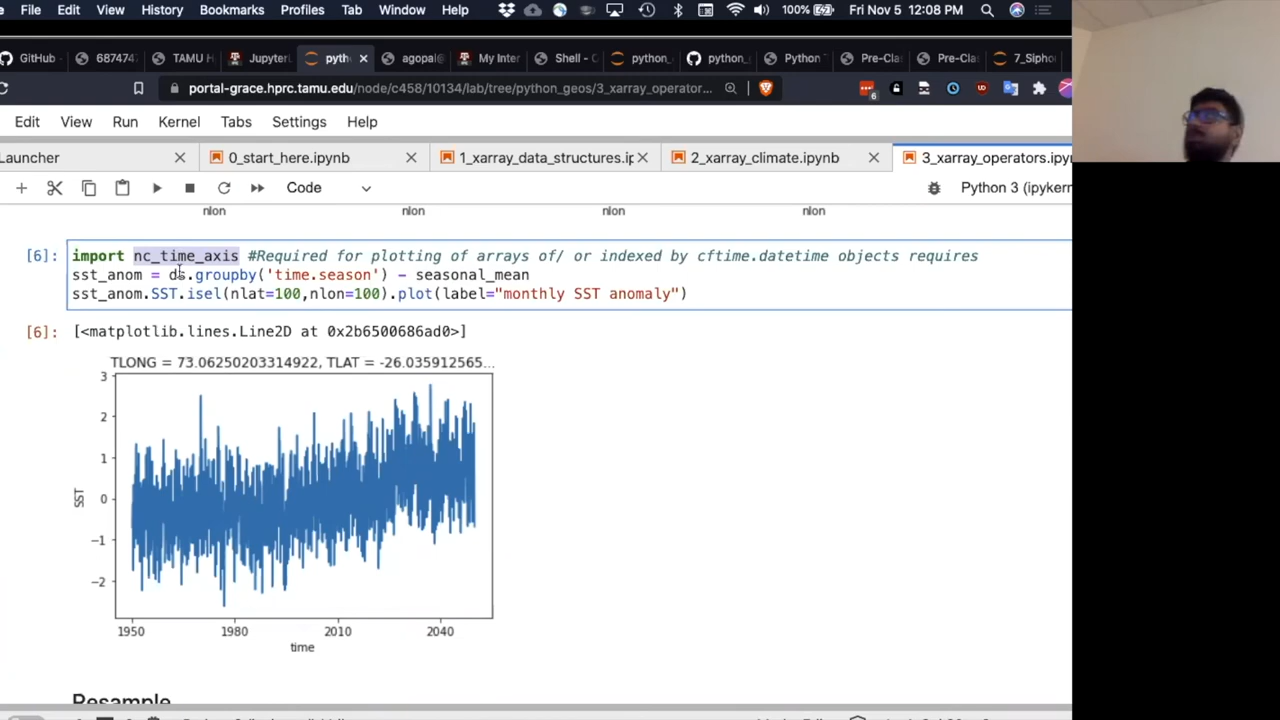 File Edit View History Bookmarks Profiles Tab Window Help 100% Fri Nov 5 12:08 PM
GitHub 687474 TAMU H Jupyter pyth agopal@ My Inter Shell - C python_ python_ Python Pre-Cla Pre-Cla 7_Sipho
portal-grace.hprc.tamu.edu/node/c458/10134/lab/tree/python_geos/3_xarray_operator... 6
Edit View Run Kernel Tabs Settings Help
Launcher 0_start_here.ipynb 1_xarray_data_structures.ip 2_xarray_climate.ipynb 3_xarray_operators.ipynb
Code Python 3 (ipykern
nlon nlon nlon nlon
[6]: import nc_time_axis #Required for plotting of arrays of/ or indexed by cftime.datetime objects requires
sst_anom = ds.groupby('time.season') - seasonal_mean
sst_anom.SST.isel(nlat=100,nlon=100).plot(label="monthly SST anomaly")
[6]: [<matplotlib.lines.Line2D at 0x2b6500686ad0>]
TLONG = 73.06250203314922, TLAT = -26.035912565...
3
2
1
0
-1
-2
SST
1950 1980 2010 2040
time
Resample